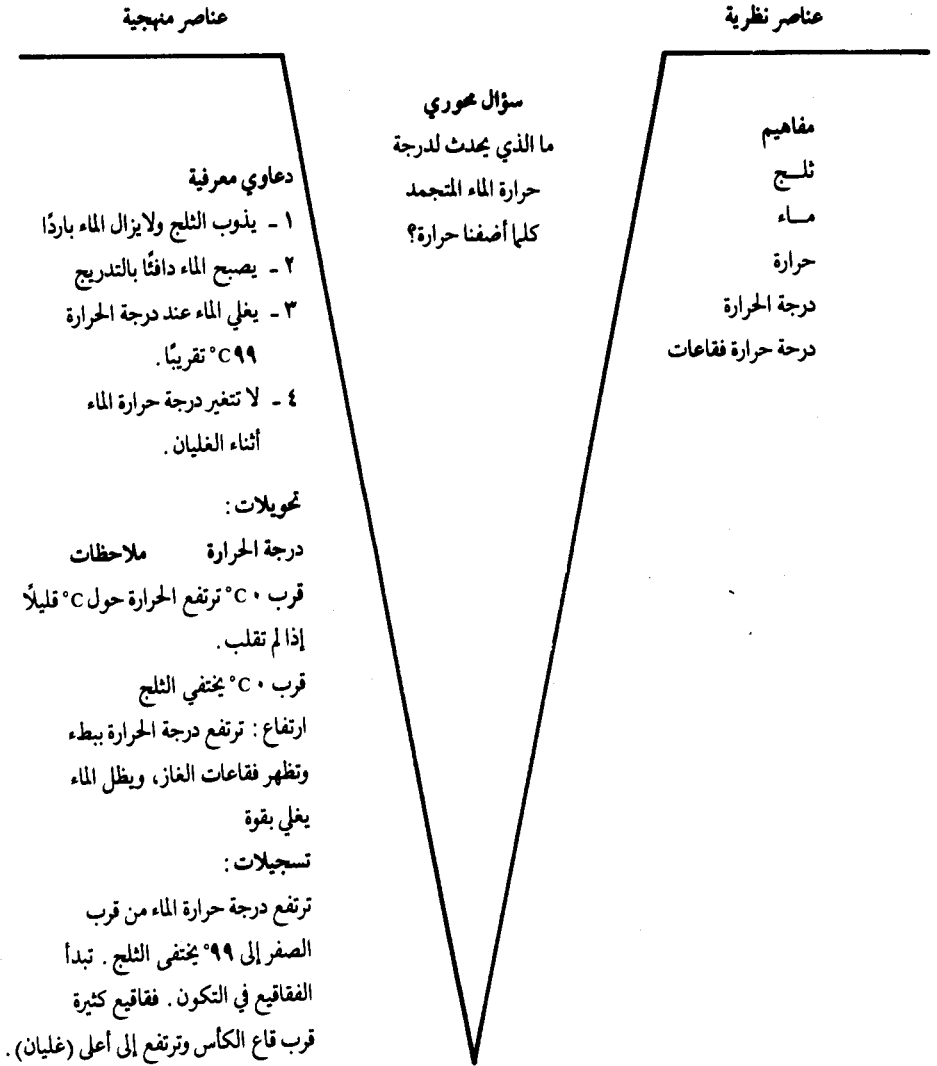 عناصر نظرية
مفاهيم
ثلـج
مـاء
حرارة
درجة الحرارة
درحة حرارة فقاعات
سؤال محوري
ما الذي يحدث لدرجة
حرارة الماء المتجمد
كلما أضفنا حرارة؟
عناصر منهجية
دعاوي معرفية
١ ـ يذوب الثلج ولايزال الماء باردًا
٢ ـ يصبح الماء دافئًا بالتدريج
٣ ـ يغلي الماء عند درجة الحرارة
٩٩°C تقريبًا.
٤ ـ لا تتغير درجة حرارة الماء
أثناء الغليان.
تحويلات:
درجة الحرارة ملاحظات
قرب ٠°C ترتفع الحرارة حول °C قليلًا
إذا لم تقلب.
قرب ٠°C يختفي الثلج
ارتفاع: ترتفع درجة الحرارة ببطء
وتظهر فقاعات الغاز، ويظل الماء
يغلي بقوة
تسجيلات:
ترتفع درجة حرارة الماء من قرب
الصفر إلى ٩٩° يختفى الثلج. تبدأ
الفقاقيع في التكون. فقاقيع كثيرة
قرب قاع الكأس وترتفع إلى أعلى (غليان).